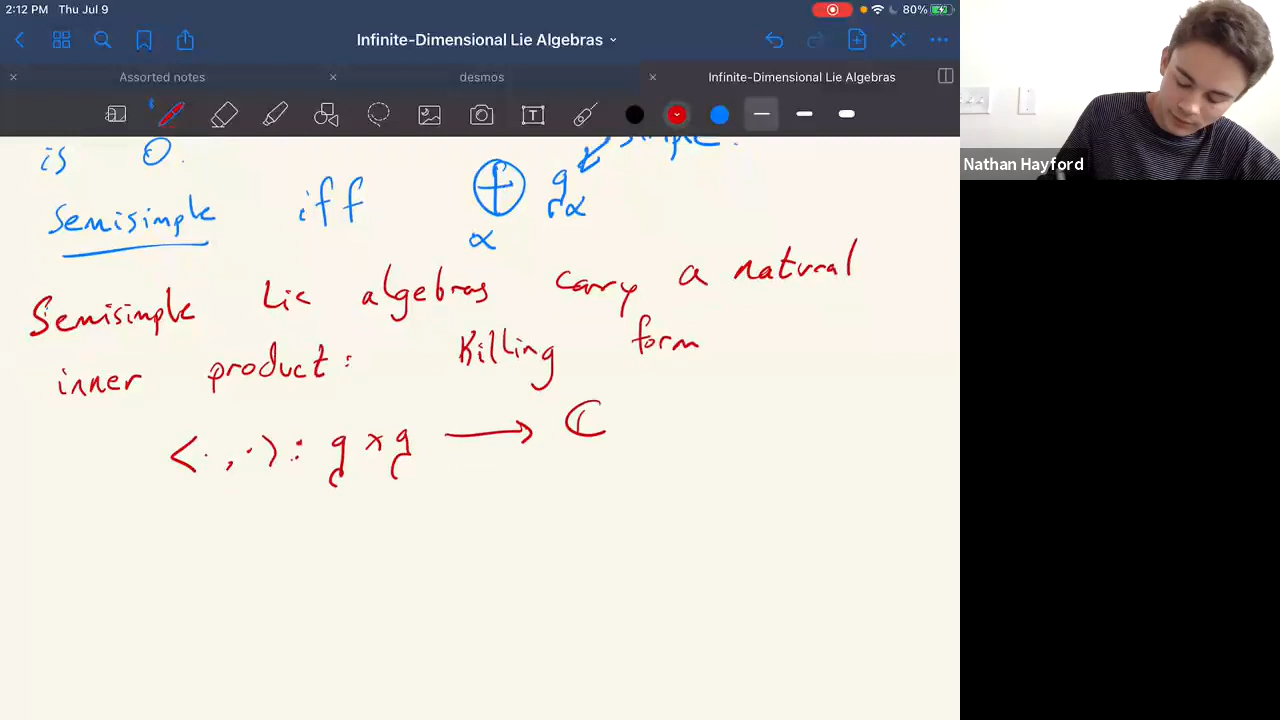 2:12 PM Thu Jul 9
80%
Infinite-Dimensional Lie Algebras
Assorted notes
desmos
Infinite-Dimensional Lie Algebras
Nathan Hayford
is 0.
simple.
Semisimple iff ⊕ g
α α
Semisimple Lie algebras carry a natural
inner product: Killing form
<·,·>: g × g → ℂ